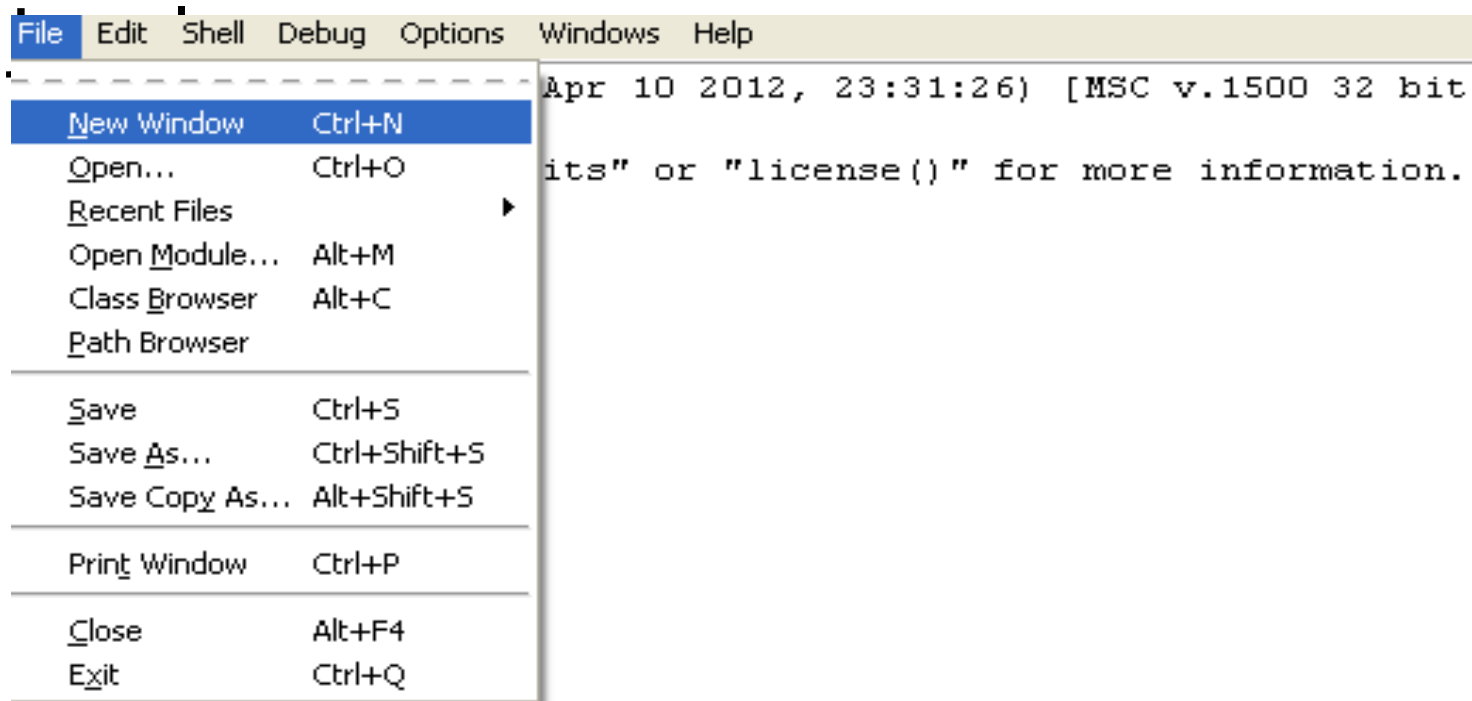 File Edit Shell Debug Options Windows Help
Apr 10 2012, 23:31:26) [MSC v.1500 32 bit
New Window Ctrl+N
Open... Ctrl+O
its" or "license()" for more information.
Recent Files
Open Module... Alt+M
Class Browser Alt+C
Path Browser
Save Ctrl+S
Save As... Ctrl+Shift+S
Save Copy As... Alt+Shift+S
Print Window Ctrl+P
Close Alt+F4
Exit Ctrl+Q